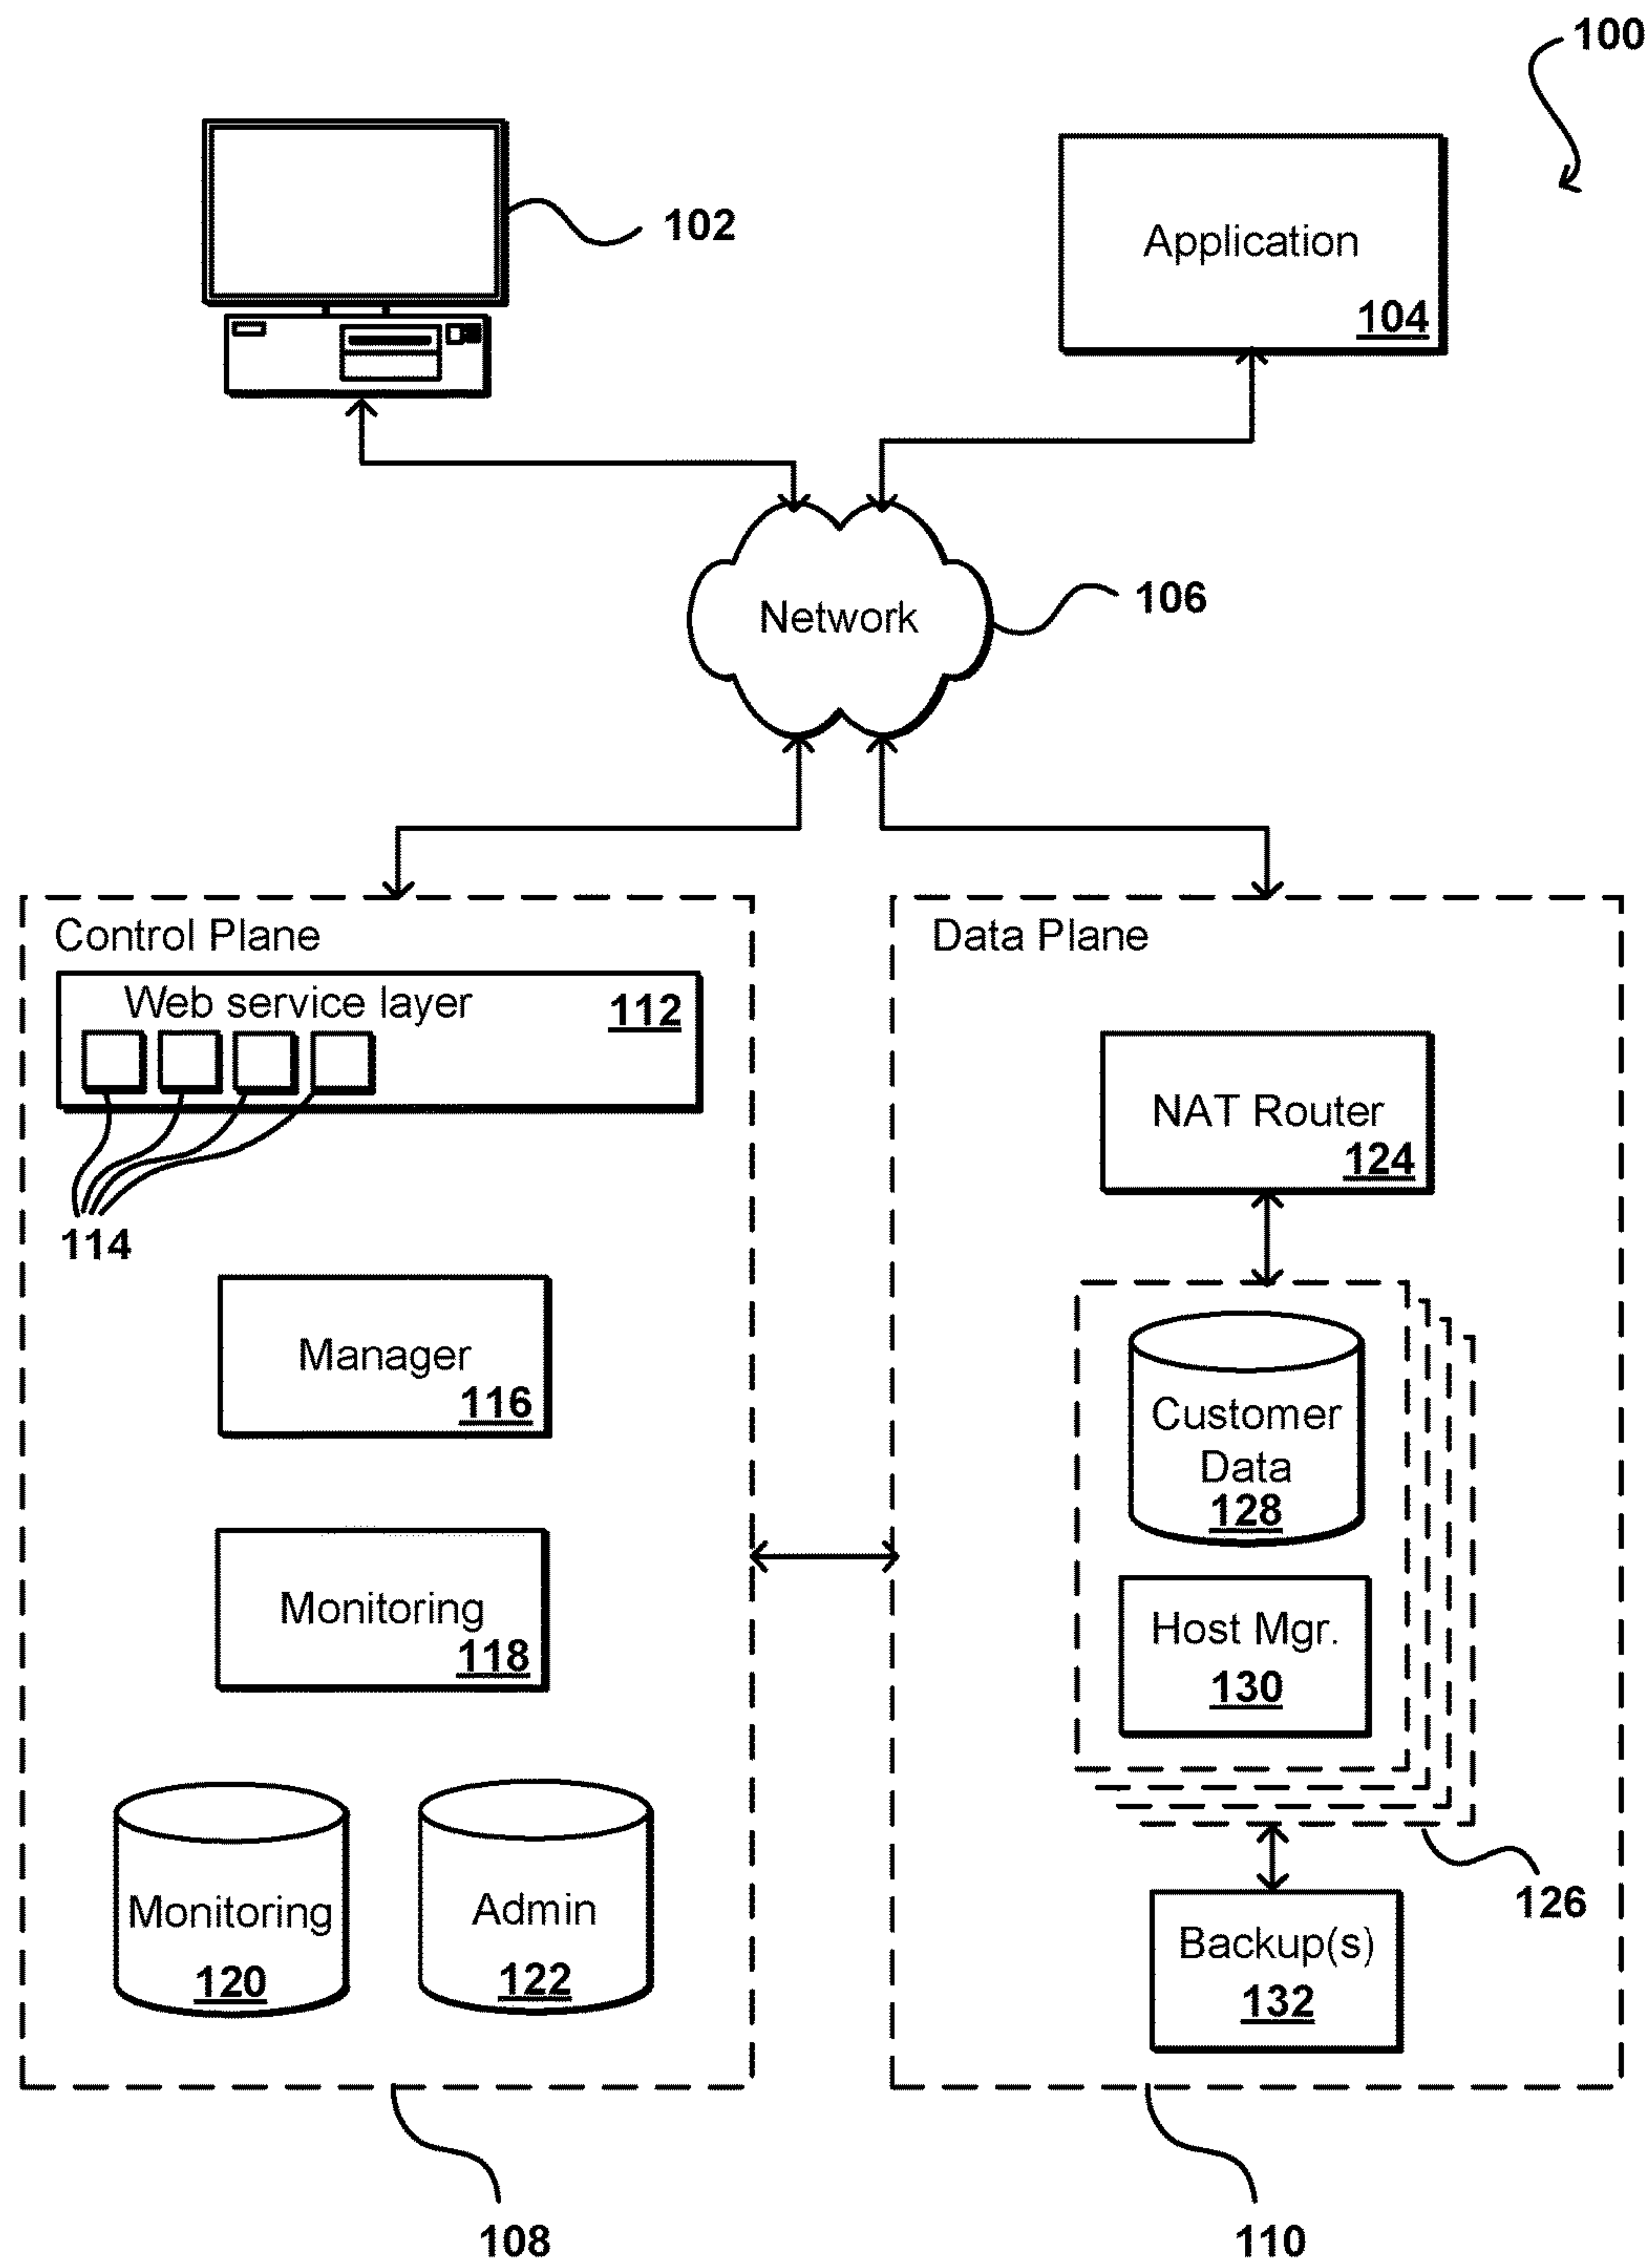 100
102
Application
104
Network
106
Control Plane
Web service layer
112
114
Manager
116
Monitoring
118
Monitoring
120
Admin
122
108
Data Plane
NAT Router
124
Customer
Data
128
Host Mgr.
130
126
Backup(s)
132
110